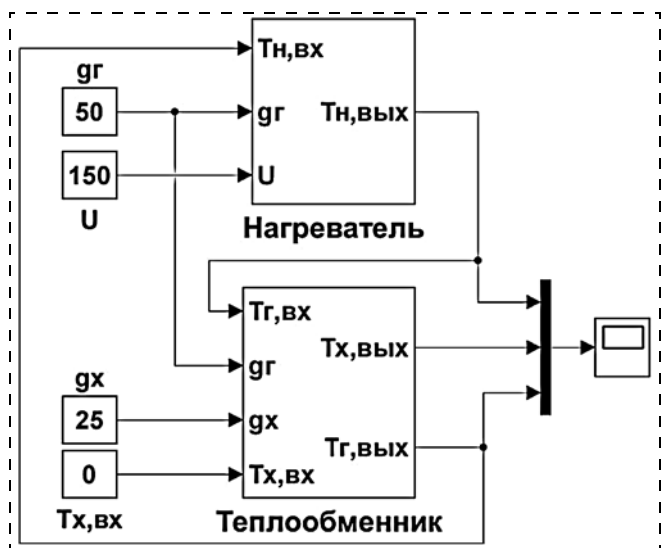 Тн,вх
gг
50
gг
Тн,вых
150
U
U
Нагреватель
Тг,вх
Тх,вых
gг
gх
25
gх
Тг,вых
0
Тх,вх
Тх,вх
Теплообменник